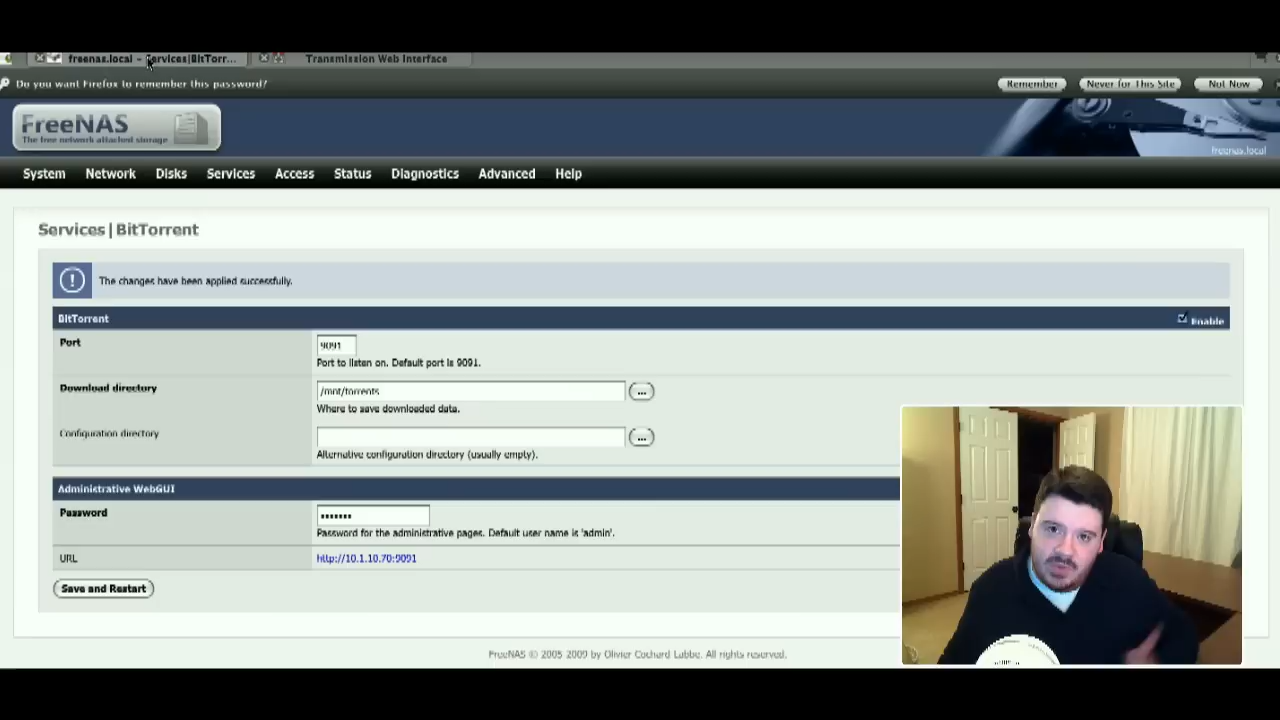 freenas.local - Services|BitTorr...
Transmission Web Interface
Do you want Firefox to remember this password?
Remember
Never for This Site
Not Now
FreeNAS
The free network attached storage
freenas.local
System Network Disks Services Access Status Diagnostics Advanced Help
Services|BitTorrent
The changes have been applied successfully.
BitTorrent
Enable
Port
9091
Port to listen on. Default port is 9091.
Download directory
/mnt/torrents
...
Where to save downloaded data.
Configuration directory
...
Alternative configuration directory (usually empty).
Administrative WebGUI
Password
•••••••
Password for the administrative pages. Default user name is 'admin'.
URL
http://10.1.10.70:9091
Save and Restart
FreeNAS © 2005-2009 by Olivier Cochard-Labbe. All rights reserved.